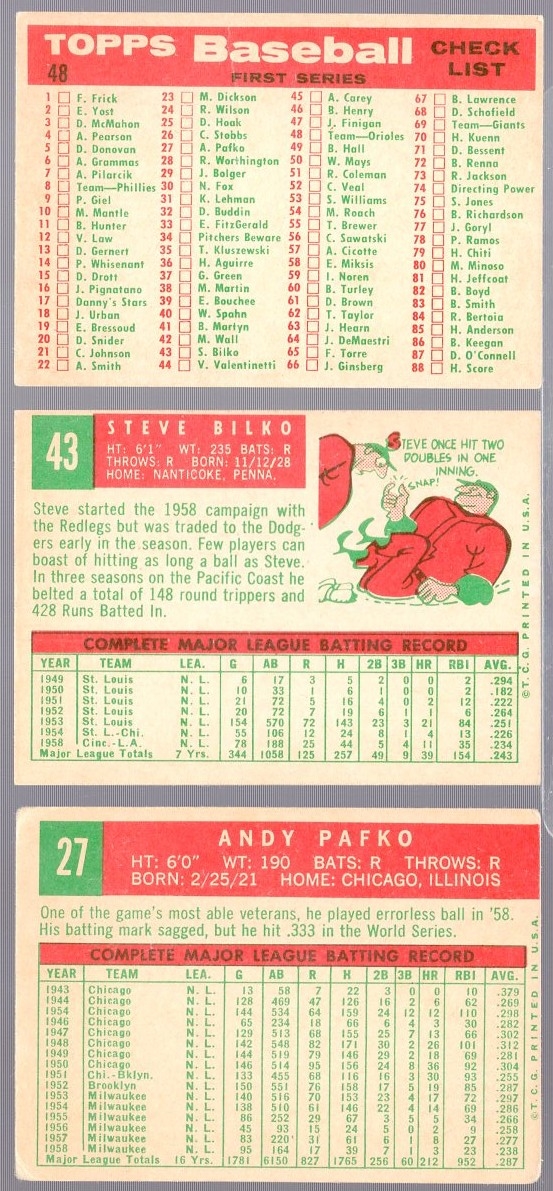 TOPPS Baseball CHECK LIST
48
FIRST SERIES
1 F. Frick
2 E. Yost
3 D. McMahon
4 A. Pearson
5 D. Donovan
6 A. Grammas
7 A. Pilarcik
8 Team—Phillies
9 P. Giel
10 M. Mantle
11 B. Hunter
12 V. Law
13 D. Gernert
14 P. Whisenant
15 D. Drott
16 J. Pignatano
17 Danny's Stars
18 J. Urban
19 E. Bressoud
20 D. Snider
21 C. Johnson
22 A. Smith
23 M. Dickson
24 R. Wilson
25 D. Hoak
26 C. Stobbs
27 A. Pafko
28 R. Worthington
29 J. Bolger
30 N. Fox
31 K. Lehman
32 D. Buddin
33 E. FitzGerald
34 Pitchers Beware
35 T. Kluszewski
36 H. Aguirre
37 G. Green
38 M. Martin
39 E. Bouchee
40 W. Spahn
41 B. Martyn
42 M. Wall
43 S. Bilko
44 V. Valentinetti
45 A. Carey
46 B. Henry
47 J. Finigan
48 Team—Orioles
49 B. Hall
50 W. Mays
51 R. Coleman
52 C. Veal
53 S. Williams
54 M. Roach
55 T. Brewer
56 C. Sawatski
57 A. Cicotte
58 E. Miksis
59 I. Noren
60 B. Turley
61 D. Brown
62 T. Taylor
63 J. Hearn
64 J. DeMaestri
65 F. Torre
66 J. Ginsberg
67 B. Lawrence
68 D. Schofield
69 Team—Giants
70 H. Kuenn
71 D. Bessent
72 B. Renna
73 R. Jackson
74 Directing Power
75 S. Jones
76 B. Richardson
77 J. Goryl
78 P. Ramos
79 H. Chiti
80 M. Minoso
81 H. Jeffcoat
82 B. Boyd
83 B. Smith
84 R. Bertoia
85 H. Anderson
86 B. Keegan
87 D. O'Connell
88 H. Score
43
STEVE BILKO
HT: 6'1" WT: 235 BATS: R
THROWS: R BORN: 11/12/28
HOME: NANTICOKE, PENNA.
Steve started the 1958 campaign with
the Redlegs but was traded to the Dodg-
ers early in the season. Few players can
boast of hitting as long a ball as Steve.
In three seasons on the Pacific Coast he
belted a total of 148 round trippers and
428 Runs Batted In.
STEVE ONCE HIT TWO
DOUBLES IN ONE
INNING.
SNAP!
COMPLETE MAJOR LEAGUE BATTING RECORD
YEAR TEAM LEA. G AB R H 2B 3B HR RBI AVG.
1949 St. Louis N. L. 6 17 3 5 2 0 0 2 .294
1950 St. Louis N. L. 10 33 1 6 1 0 0 2 .182
1951 St. Louis N. L. 21 72 5 16 4 0 2 12 .222
1952 St. Louis N. L. 20 72 7 19 6 1 1 6 .264
1953 St. Louis N. L. 154 570 72 143 23 3 21 84 .251
1954 St. L.-Chi. N. L. 55 106 12 24 8 1 4 13 .226
1958 Cinc.-L.A. N. L. 78 188 25 44 5 4 11 35 .234
Major League Totals 7 Yrs. 344 1058 125 257 49 9 39 154 .243
©T.C.G. PRINTED IN U.S.A.
27
ANDY PAFKO
HT: 6'0" WT: 190 BATS: R THROWS: R
BORN: 2/25/21 HOME: CHICAGO, ILLINOIS
One of the game's most able veterans, he played errorless ball in '58.
His batting mark sagged, but he hit .333 in the World Series.
COMPLETE MAJOR LEAGUE BATTING RECORD
YEAR TEAM LEA. G AB R H 2B 3B HR RBI AVG.
1943 Chicago N. L. 13 58 7 22 3 0 0 10 .379
1944 Chicago N. L. 128 469 47 126 16 2 6 62 .269
1954 Chicago N. L. 144 534 64 159 24 12 12 110 .298
1946 Chicago N. L. 65 234 18 66 6 4 3 30 .282
1947 Chicago N. L. 129 513 68 155 25 7 13 66 .302
1948 Chicago N. L. 142 548 82 171 30 2 26 101 .312
1949 Chicago N. L. 144 519 79 146 29 2 18 69 .281
1950 Chicago N. L. 146 514 95 156 24 8 36 92 .304
1951 Chi.-Bklyn. N. L. 133 455 68 116 16 3 30 93 .255
1952 Brooklyn N. L. 150 551 76 158 17 5 19 85 .287
1953 Milwaukee N. L. 140 516 70 153 23 4 17 72 .297
1954 Milwaukee N. L. 138 510 61 146 22 4 14 69 .286
1955 Milwaukee N. L. 86 252 29 67 3 5 5 34 .266
1956 Milwaukee N. L. 45 93 15 24 5 0 2 9 .258
1957 Milwaukee N. L. 83 220 31 61 6 1 8 27 .277
1958 Milwaukee N. L. 95 164 17 39 7 1 3 23 .238
Major League Totals 16 Yrs. 1781 6150 827 1765 256 60 212 952 .287
©T.C.G. PRINTED IN U.S.A.